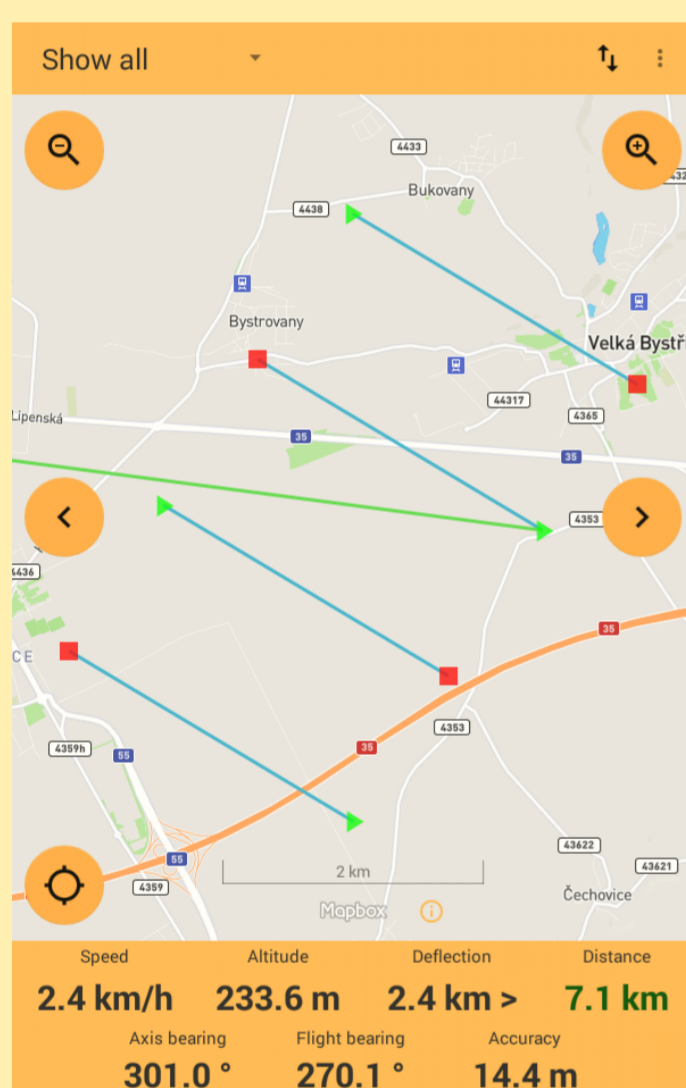 Show all
4433
432
Bukovany
4438
Bystrovany
Velká Bystři
44317
4365
Lipenská
35
35
4353
4436
35
CE
4353
4359h
55
35
43622
55
2 km
43621
4359
Čechovice
Mapbox
Speed Altitude Deflection Distance
2.4 km/h 233.6 m 2.4 km > 7.1 km
Axis bearing Flight bearing Accuracy
301.0 ° 270.1 ° 14.4 m